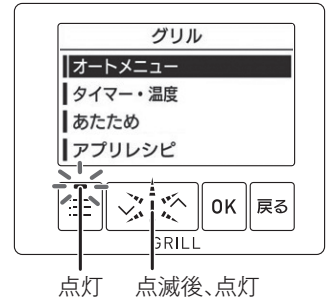 グリル
オートメニュー
タイマー・温度
あたため
アプリレシピ
OK 戻る
GRILL
点灯 点滅後、点灯